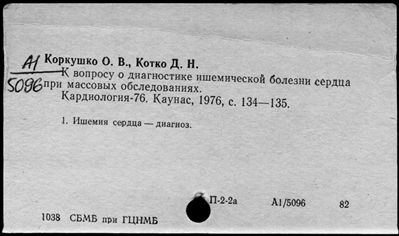 А1
5096
Коркушко О. В., Котко Д. Н.
К вопросу о диагностике ишемической болезни сердца
при массовых обследованиях.
Кардиология-76. Каунас, 1976, с. 134—135.
1. Ишемия сердца — диагноз.
П-2-2а А1/5096 82
1038 СБМБ при ГЦНМБ